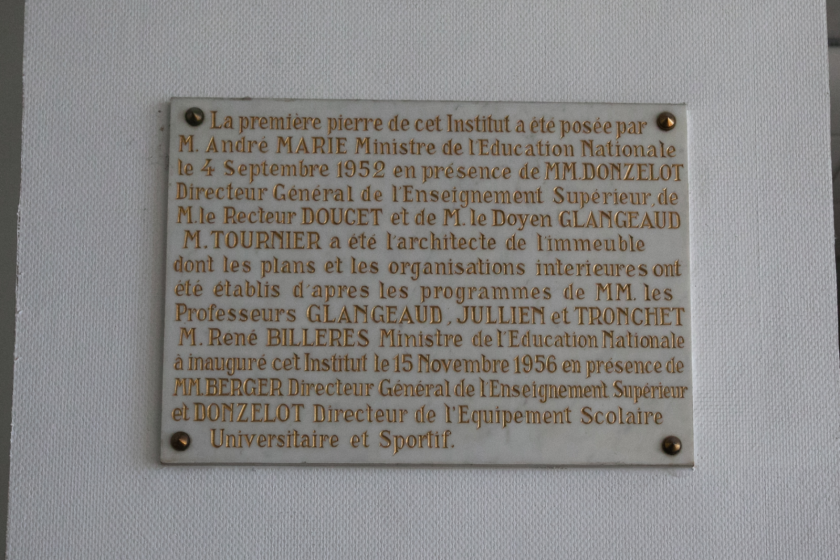 La première pierre de cet Institut a été posée par
M. André MARIE Ministre de l'Education Nationale
le 4 Septembre 1952 en présence de MM.DONZELOT
Directeur Général de l'Enseignement Supérieur, de
M.le Recteur DOUCET et de M. le Doyen GLANGEAUD
M. TOURNIER a été l'architecte de l'immeuble
dont les plans et les organisations interieures ont
été établis d'apres les programmes de MM. les
Professeurs GLANGEAUD, JULLIEN et TRONCHET
M. René BILLERES Ministre de l'Education Nationale
à inauguré cet Institut le 15 Novembre 1956 en présence de
MM.BERGER Directeur Général de l'Enseignement Supérieur
et DONZELOT Directeur de l'Equipement Scolaire
Universitaire et Sportif.